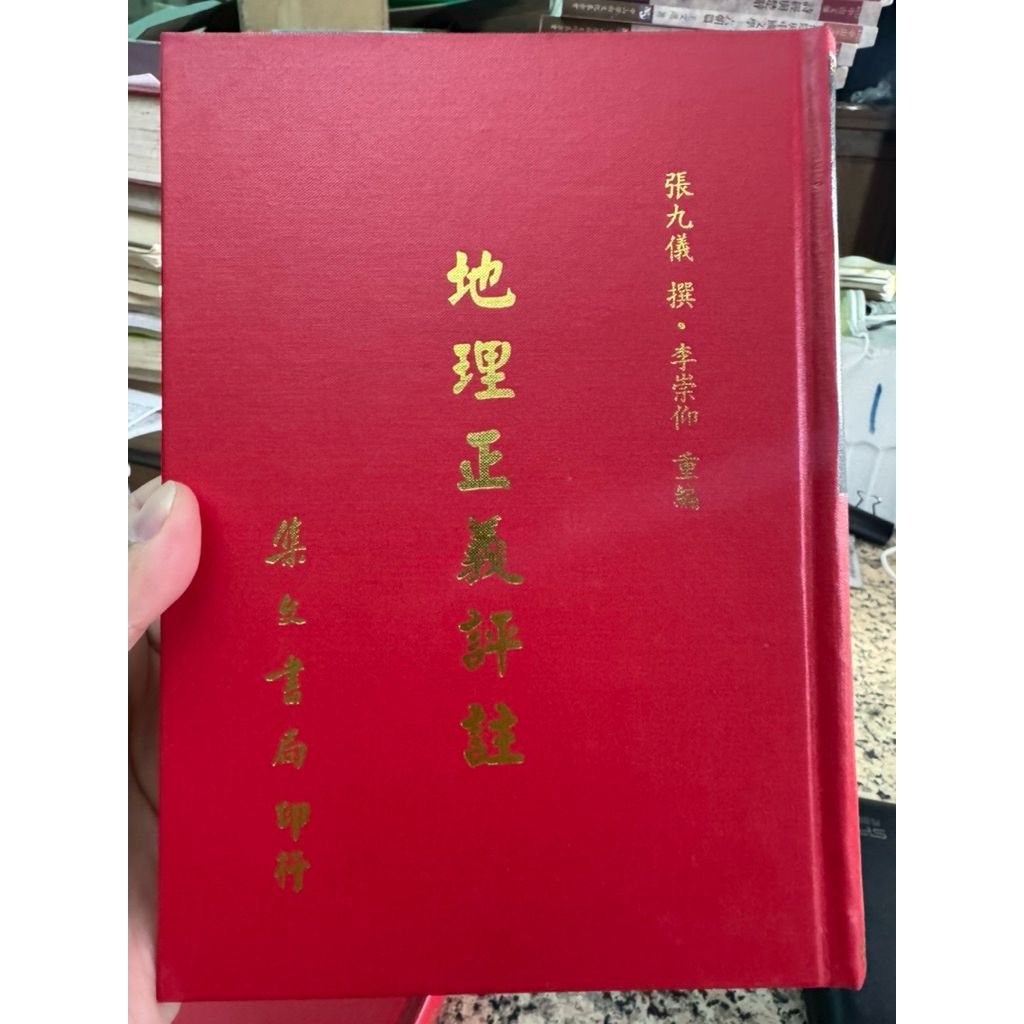 張九儀 撰・李崇仰 重編
地理正義評註
集文書局印行